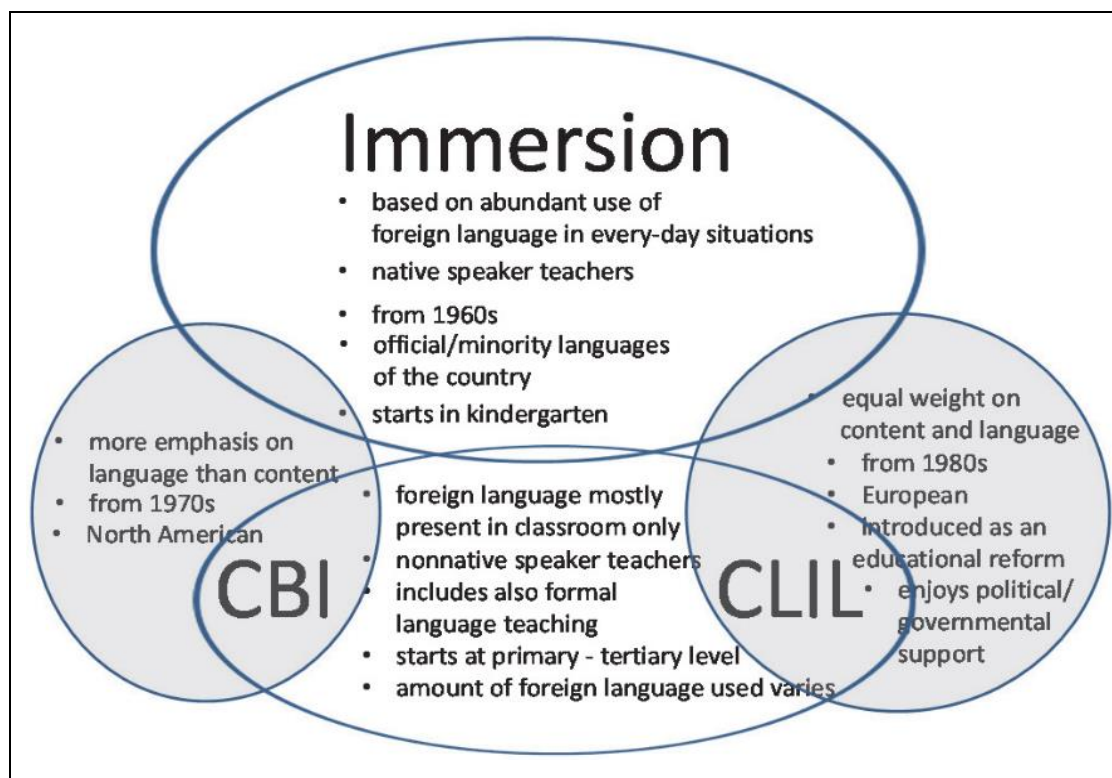 Immersion
• based on abundant use of
foreign language in every-day situations
• native speaker teachers
• from 1960s
• official/minority languages
of the country
• starts in kindergarten
• more emphasis on
language than content
• from 1970s
• North American
CBI
• foreign language mostly
present in classroom only
• nonnative speaker teachers
• includes also formal
language teaching
• starts at primary - tertiary level
• amount of foreign language used varies
• equal weight on
content and language
• from 1980s
• European
• introduced as an
educational reform
• enjoys political/
governmental
support
CLIL